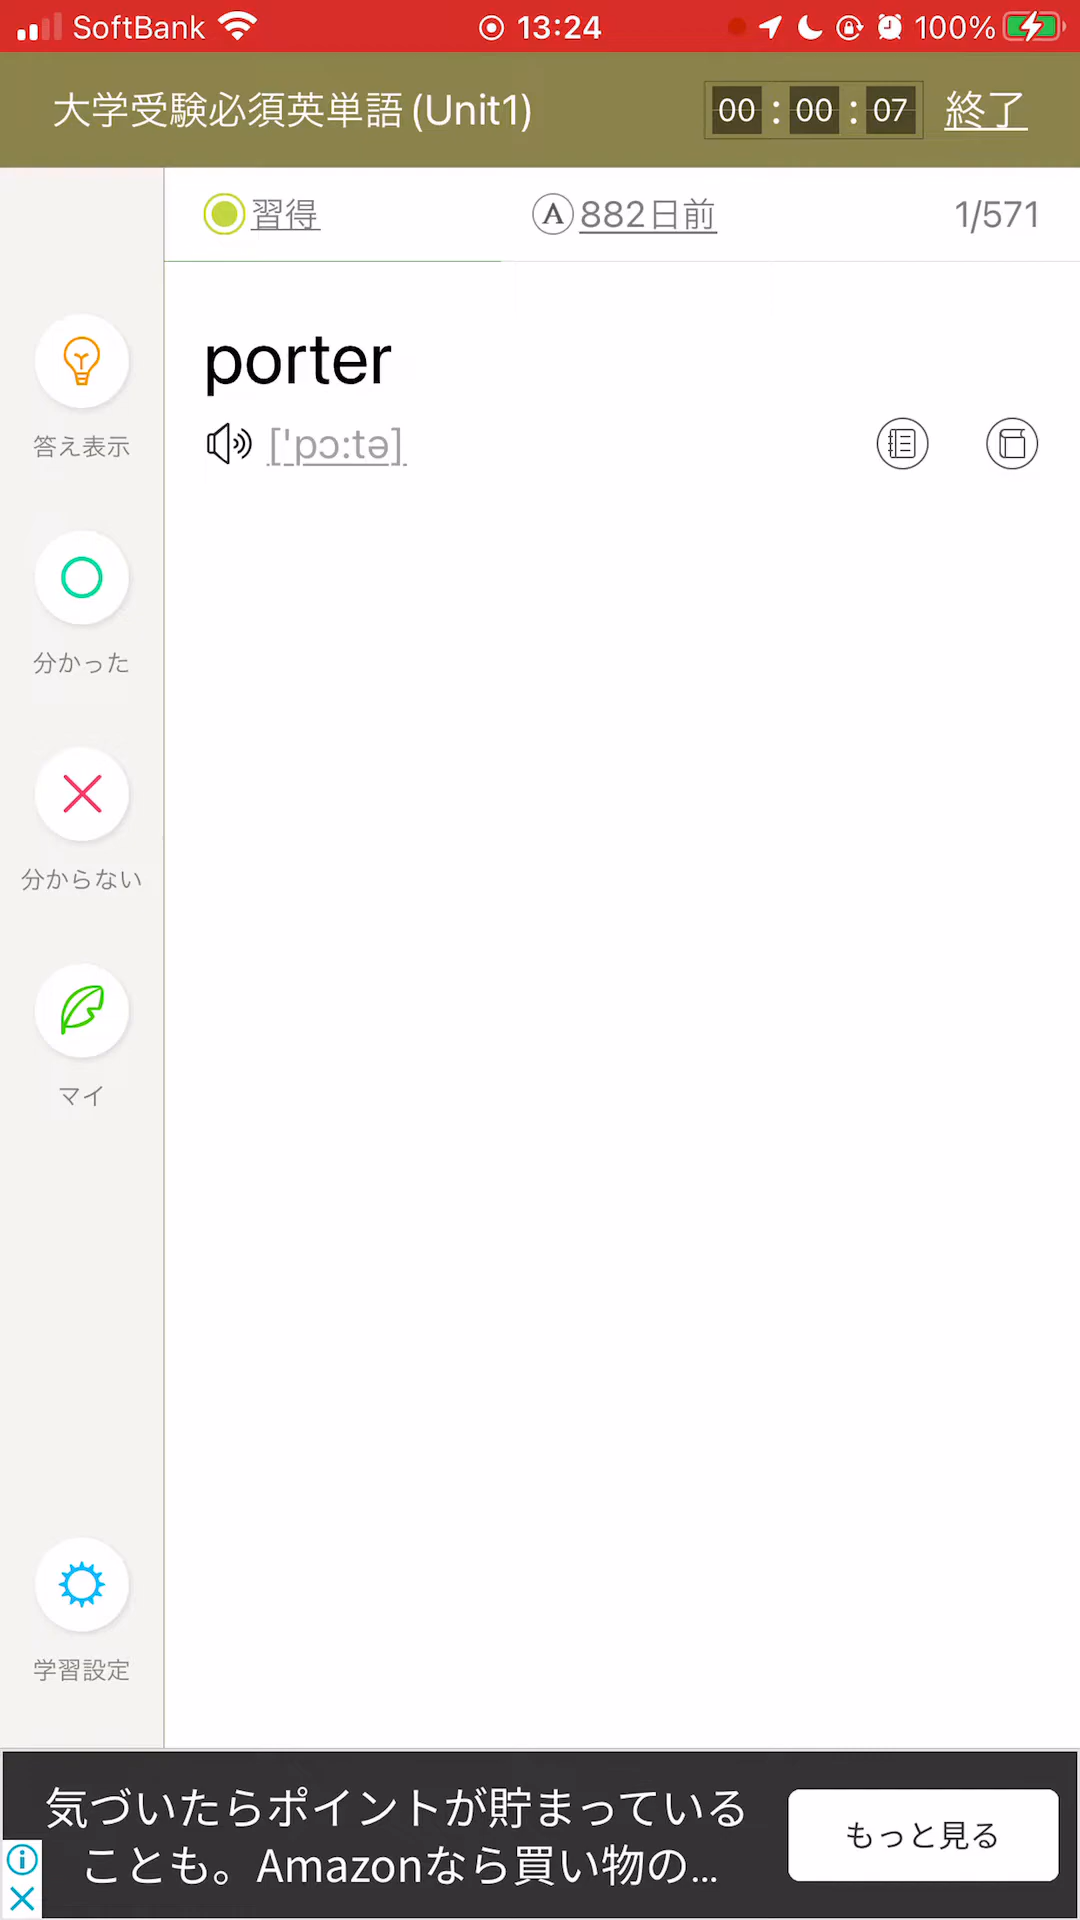 SoftBank 13:24 100%
大学受験必須英単語(Unit1) 00:00:07 終了
習得 A 882日前 1/571
porter
['pɔ:tə]
答え表示
分かった
分からない
マイ
学習設定
気づいたらポイントが貯まっている
ことも。Amazonなら買い物の...
もっと見る